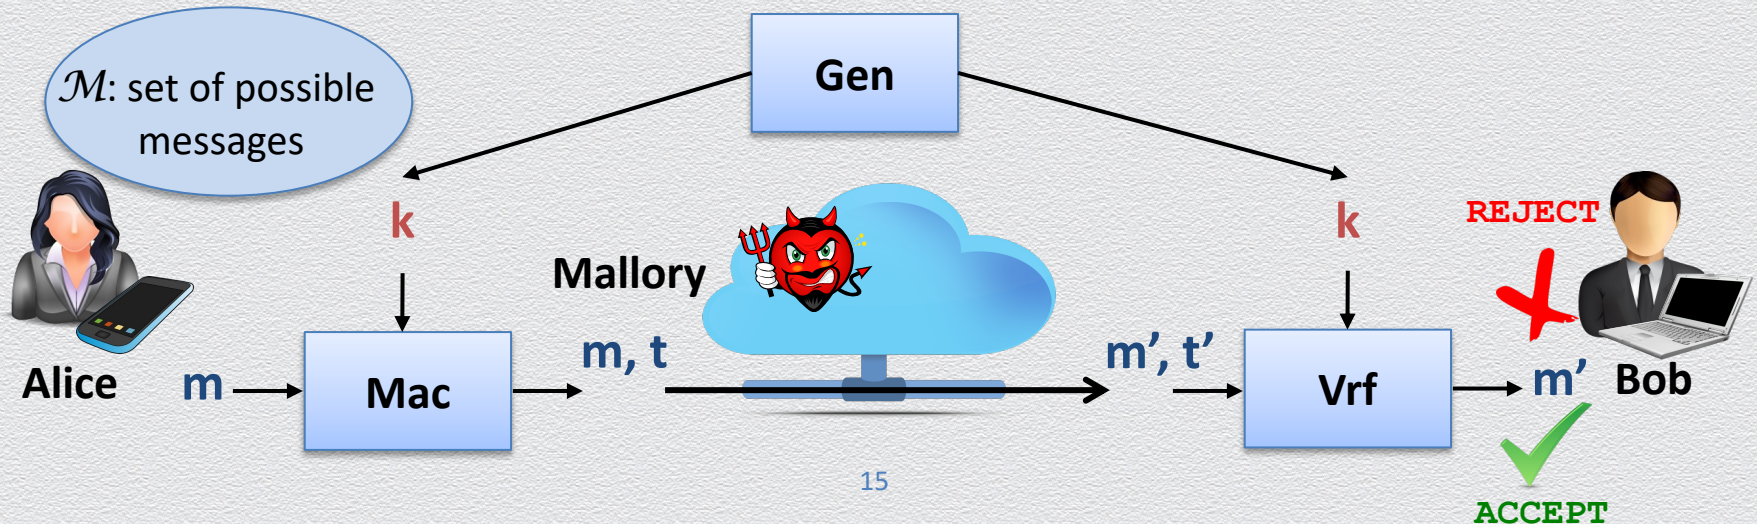 ℳ: set of possible
messages
Gen
k
k
REJECT
Mallory
Alice
m
Mac
m, t
m’, t'
Vrf
m’
Bob
ACCEPT
15